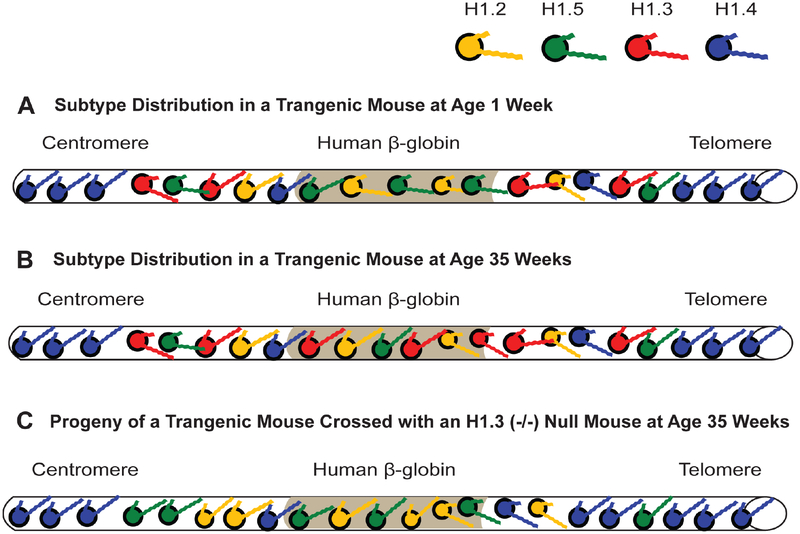 H1.2 H1.5 H1.3 H1.4
A Subtype Distribution in a Trangenic Mouse at Age 1 Week
Centromere Human β-globin Telomere
B Subtype Distribution in a Trangenic Mouse at Age 35 Weeks
Centromere Human β-globin Telomere
C Progeny of a Trangenic Mouse Crossed with an H1.3 (-/-) Null Mouse at Age 35 Weeks
Centromere Human β-globin Telomere